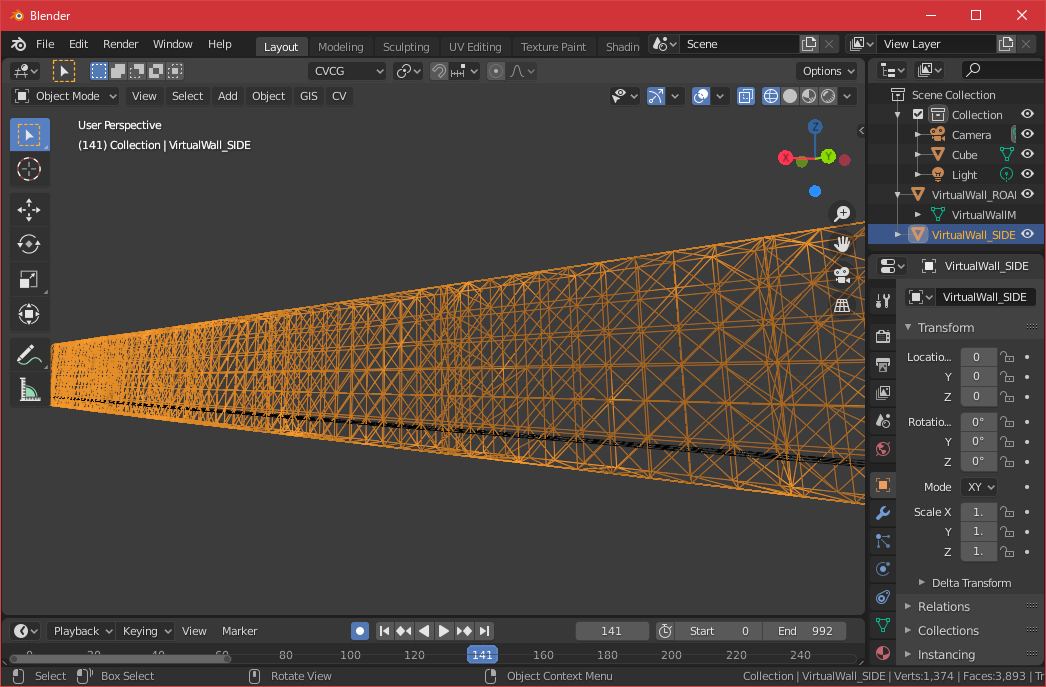 Blender
File Edit Render Window Help Layout Modeling Sculpting UV Editing Texture Paint Shadin Scene View Layer
CVCG Options
Object Mode View Select Add Object GIS CV
User Perspective
(141) Collection | VirtualWall_SIDE
Z
X Y
Scene Collection
Collection
Camera
Cube
Light
VirtualWall_ROAI
VirtualWallM
VirtualWall_SIDE
VirtualWall_SIDE
VirtualWall_SIDE
Transform
Locatio... 0
Y 0
Z 0
Rotatio... 0°
Y 0°
Z 0°
Mode XY
Scale X 1.
Y 1.
Z 1.
Delta Transform
Relations
Collections
Instancing
Playback Keying View Marker 141 Start 0 End 992
0 20 40 60 80 100 120 141 160 180 200 220 240
Select Box Select Rotate View Object Context Menu Collection | VirtualWall_SIDE | Verts:1,374 | Faces:3,893 | Tr